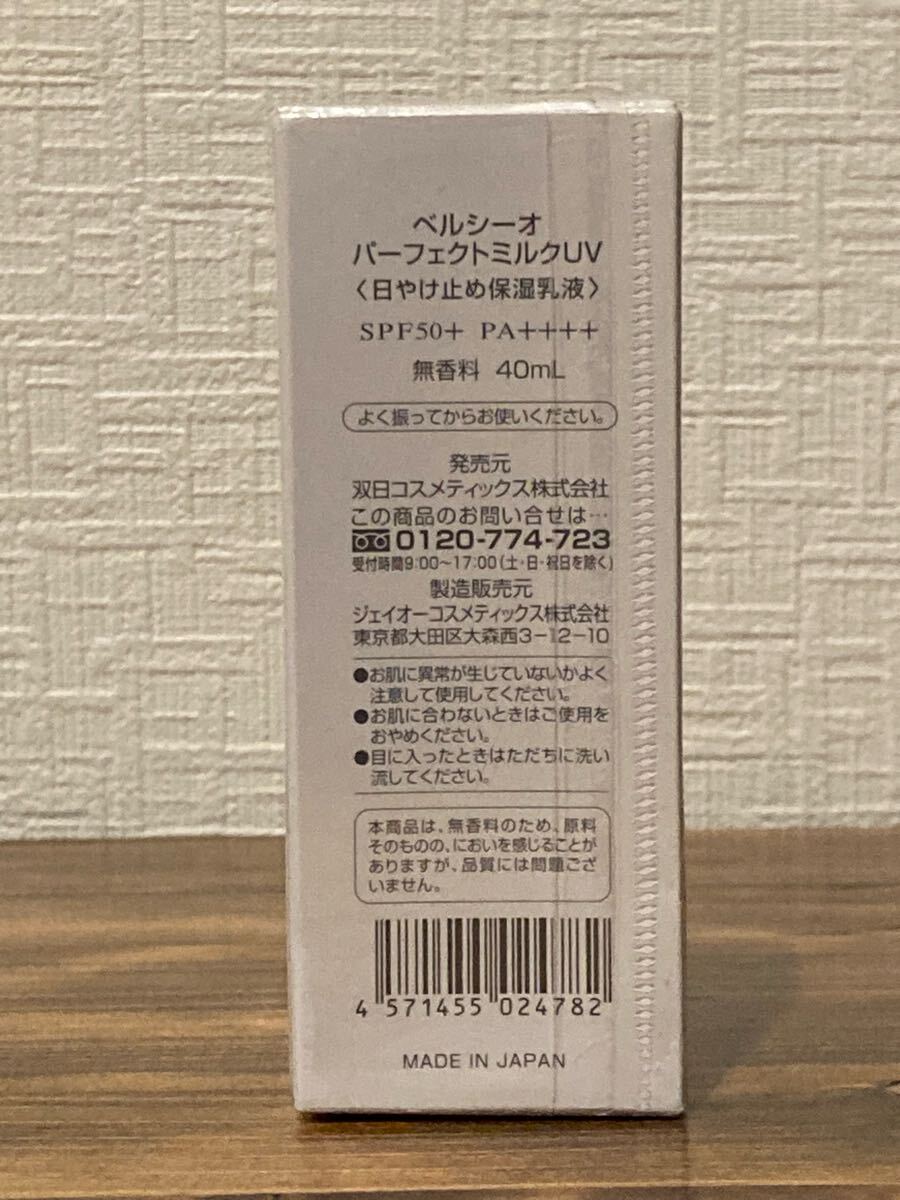 ベルシーオ
パーフェクトミルクUV
〈日やけ止め保湿乳液〉
SPF50+ PA++++
無香料 40mL
よく振ってからお使いください。
発売元
双日コスメティックス株式会社
この商品のお問い合せは…
0120-774-723
受付時間9:00~17:00(土・日・祝日を除く)
製造販売元
ジェイオーコスメティックス株式会社
東京都大田区大森西3-12-10
●お肌に異常が生じていないかよく
注意して使用してください。
●お肌に合わないときはご使用を
おやめください。
●目に入ったときはただちに洗い
流してください。
本商品は、無香料のため、原料
そのものの、においを感じることが
ありますが、品質には問題ござ
いません。
4 571455 024782
MADE IN JAPAN